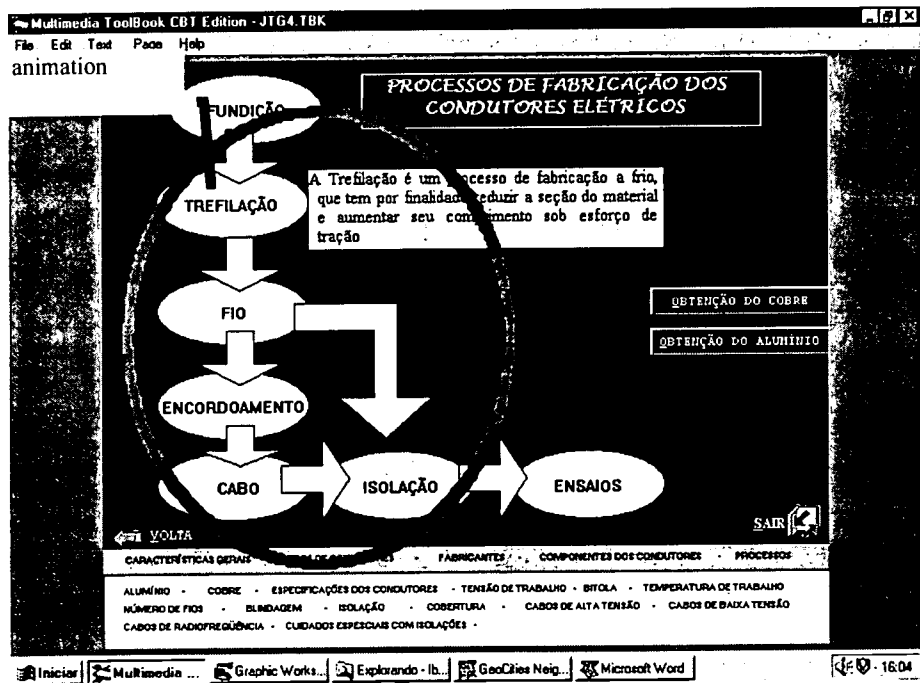 Multimedia ToolBook CBT Edition - JTG4.TBK
File Edit Text Page Help
animation
PROCESSOS DE FABRICAÇÃO DOS
CONDUTORES ELÉTRICOS
FUNDIÇÃO
TREFILAÇÃO
A Trefilação é um processo de fabricação a frio,
que tem por finalidade reduzir a seção do material
e aumentar seu comprimento sob esforço de
tração
FIO
OBTENÇÃO DO COBRE
OBTENÇÃO DO ALUMÍNIO
ENCORDOAMENTO
CABO
ISOLAÇÃO
ENSAIOS
VOLTA
SAIR
CARACTERÍSTICAS GERAIS - FABRICANTES - COMPONENTES DOS CONDUTORES - PROCESSOS
ALUMÍNIO - COBRE - ESPECIFICAÇÕES DOS CONDUTORES - TENSÃO DE TRABALHO - BITOLA - TEMPERATURA DE TRABALHO
NÚMERO DE FIOS - BLINDAGEM - ISOLAÇÃO - COBERTURA - CABOS DE ALTA TENSÃO - CABOS DE BAIXA TENSÃO
CABOS DE RADIOFREQÜÊNCIA - CUIDADOS ESPESCIAIS COM ISOLAÇÕES -
Iniciar Multimedia ... Graphic Works... Explorando - Ib... GeoCities Neig... Microsoft Word 16:04